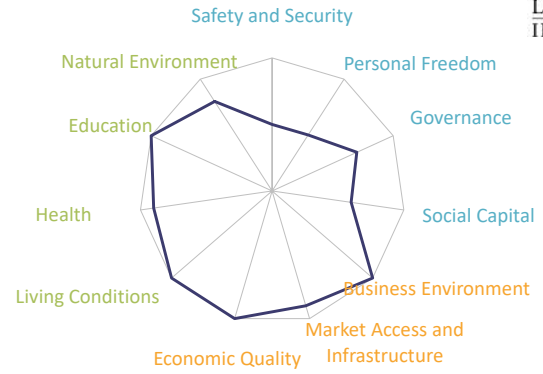 Safety and Security
Natural Environment
Personal Freedom
Education
Governance
Health
Social Capital
Living Conditions
Business Environment
Market Access and
Infrastructure
Economic Quality